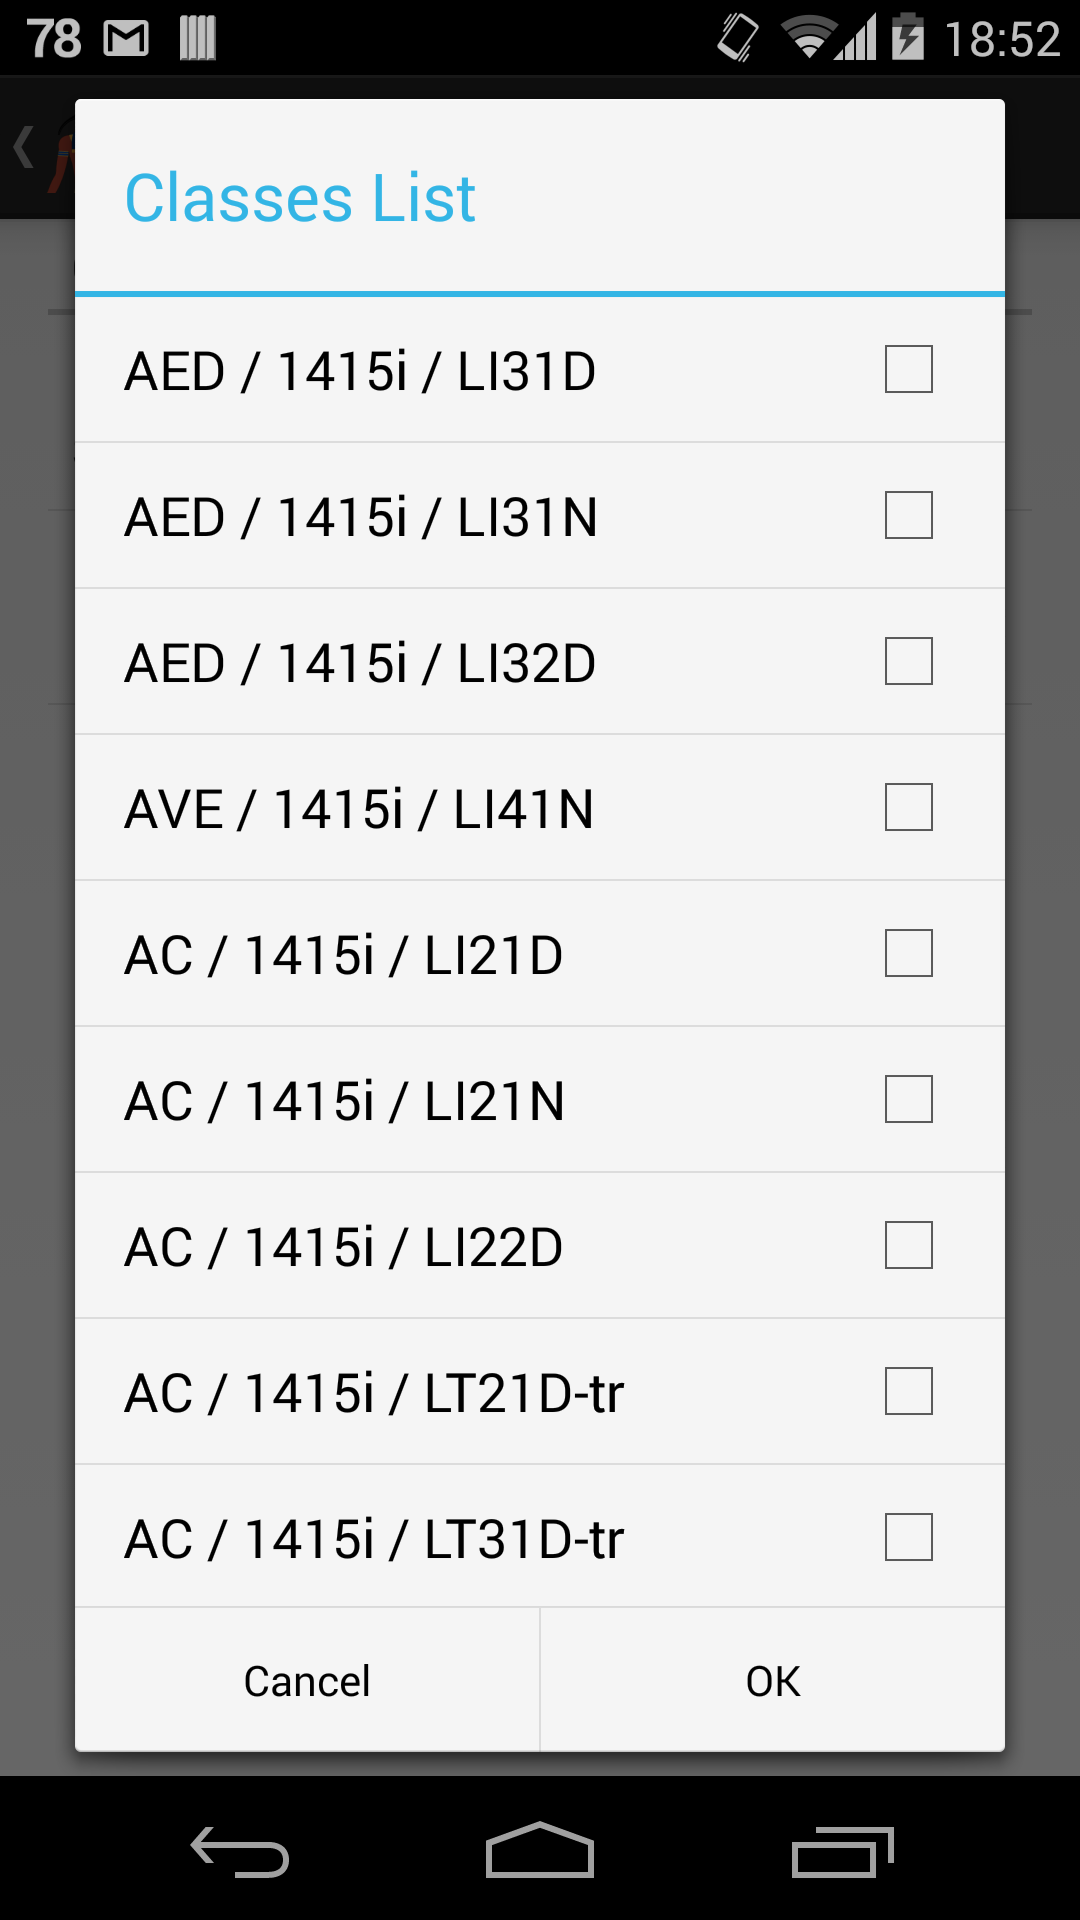 78 18:52
Classes List
AED / 1415i / LI31D
AED / 1415i / LI31N
AED / 1415i / LI32D
AVE / 1415i / LI41N
AC / 1415i / LI21D
AC / 1415i / LI21N
AC / 1415i / LI22D
AC / 1415i / LT21D-tr
AC / 1415i / LT31D-tr
Cancel OK